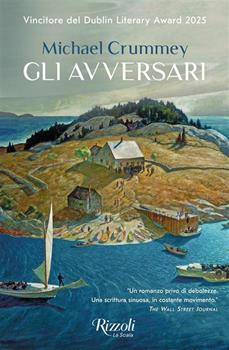 Vincitore del Dublin Literary Award 2025
Michael Crummey
GLI AVVERSARI
"Un romanzo privo di debolezze.
Una scrittura sinuosa, in costante movimento."
THE WALL STREET JOURNAL
Rizzoli
La Scala